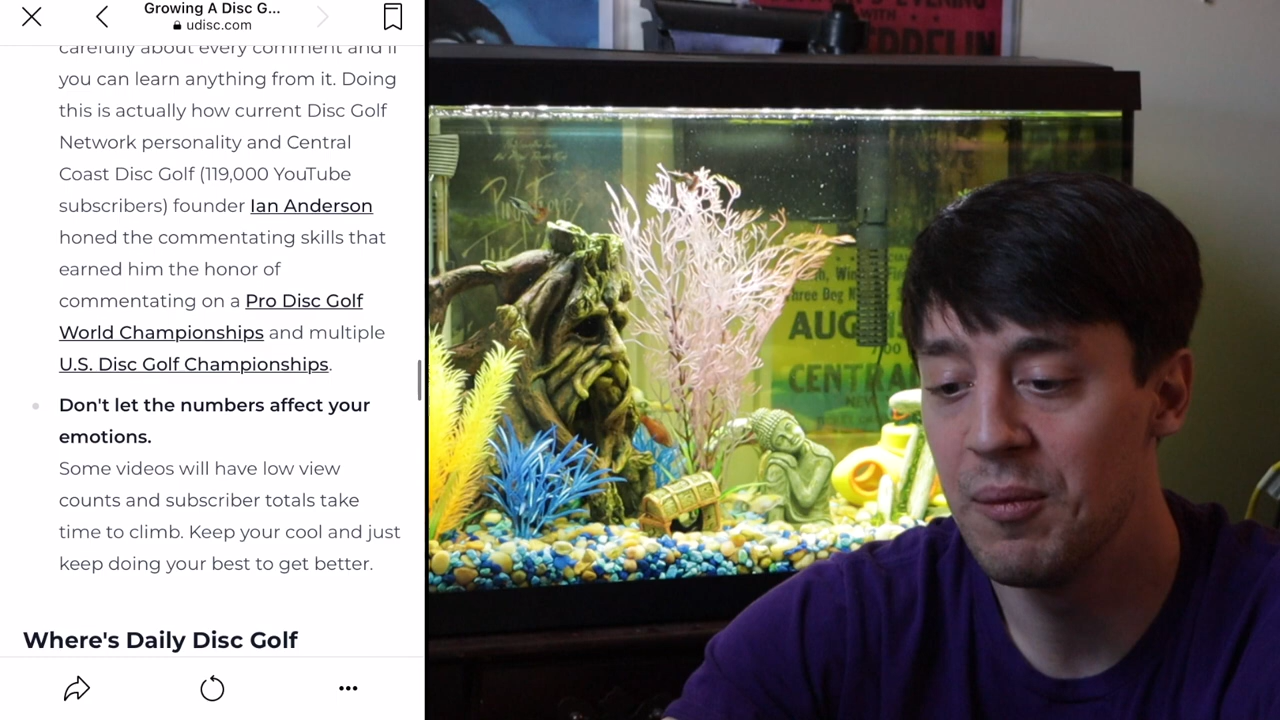 Growing A Disc G...
udisc.com
carefully about every comment and if
you can learn anything from it. Doing
this is actually how current Disc Golf
Network personality and Central
Coast Disc Golf (119,000 YouTube
subscribers) founder Ian Anderson
honed the commentating skills that
earned him the honor of
commentating on a Pro Disc Golf
World Championships and multiple
U.S. Disc Golf Championships.
Don't let the numbers affect your
emotions.
Some videos will have low view
counts and subscriber totals take
time to climb. Keep your cool and just
keep doing your best to get better.
Where's Daily Disc Golf
EVENING
WITH
ZEPPELIN
Three Dog N
AUG
CENTRA